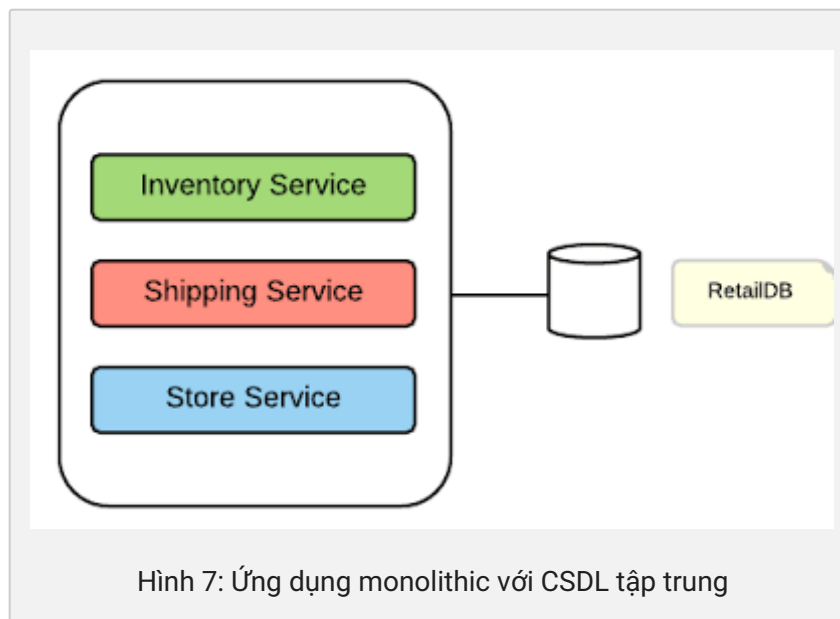 Inventory Service
Shipping Service
Store Service
RetailDB
Hình 7: Ứng dụng monolithic với CSDL tập trung